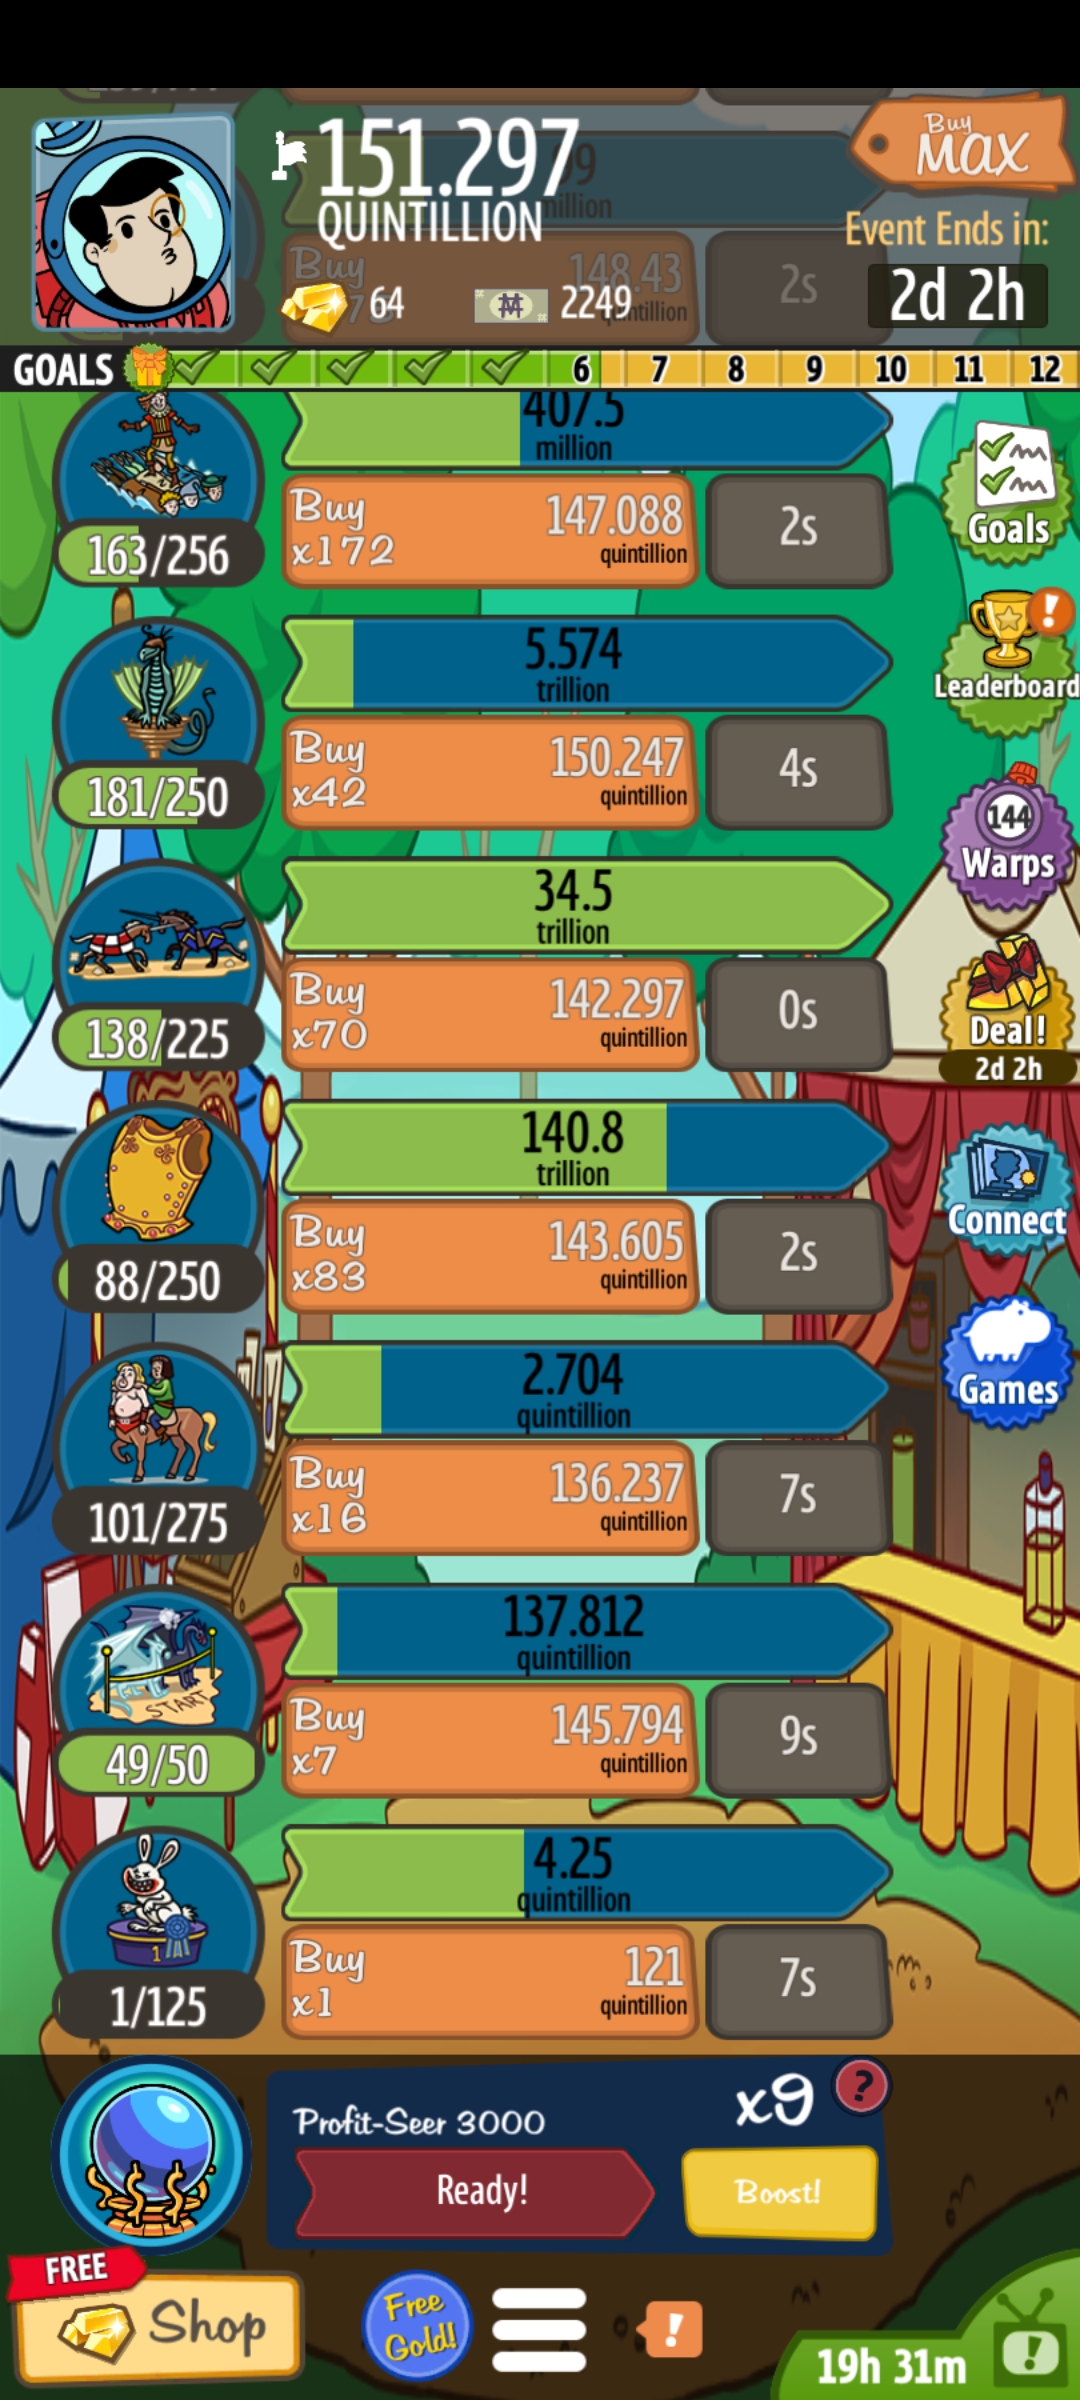 151.297
QUINTILLION
Buy
MAX
Event Ends in:
2d 2h
64
2249
Buy
148.43
2s
GOALS
6 7 8 9 10 11 12
407.5
million
163/256
Buy
x172
147.088
quintillion
2s
Goals
5.574
trillion
181/250
Buy
x42
150.247
quintillion
4s
Leaderboard
144
Warps
34.5
trillion
138/225
Buy
x70
142.297
quintillion
0s
Deal!
2d 2h
140.8
trillion
88/250
Buy
x83
143.605
quintillion
2s
Connect
2.704
quintillion
101/275
Buy
x16
136.237
quintillion
7s
Games
137.812
quintillion
START
49/50
Buy
x7
145.794
quintillion
9s
4.25
quintillion
1
1/125
Buy
x1
121
quintillion
7s
Profit-Seer 3000
x9
?
Ready!
Boost!
FREE
Shop
Free
Gold!
!
19h 31m
!